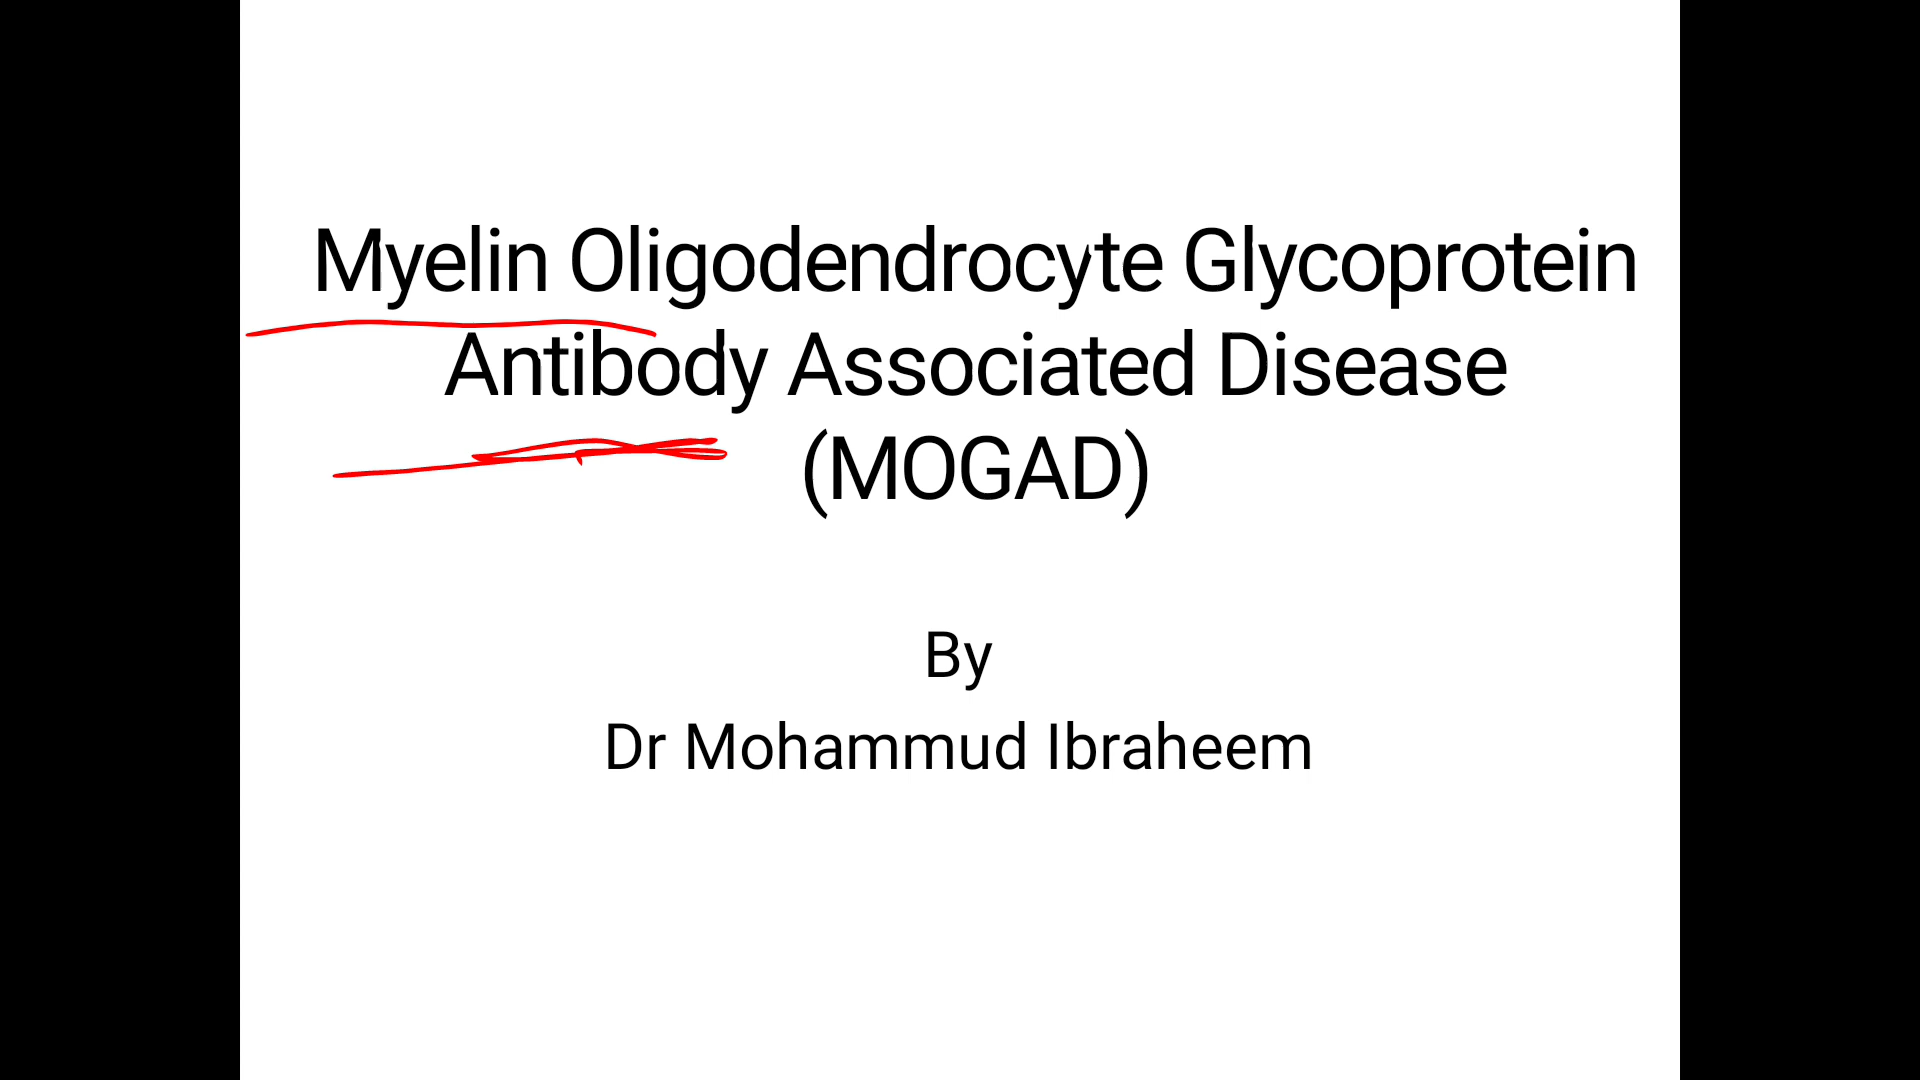 Myelin Oligodendrocyte Glycoprotein
Antibody Associated Disease
(MOGAD)
By
Dr Mohammud Ibraheem